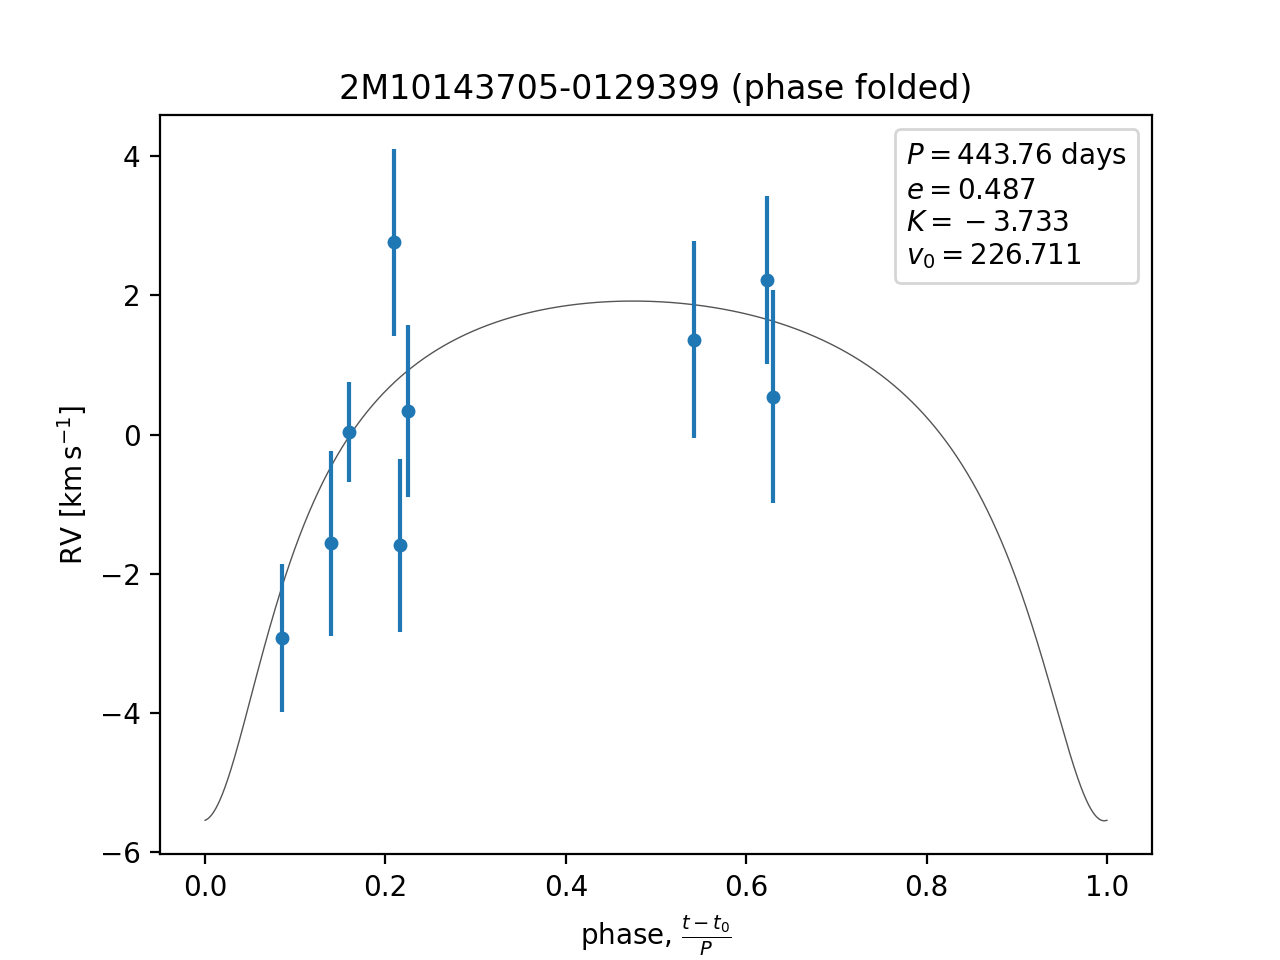 2M10143705-0129399 (phase folded)
P = 443.76 days
e = 0.487
K = −3.733
v₀ = 226.711
4
2
0
−2
−4
−6
RV [km s⁻¹]
0.0 0.2 0.4 0.6 0.8 1.0
phase, (t − t₀)/P